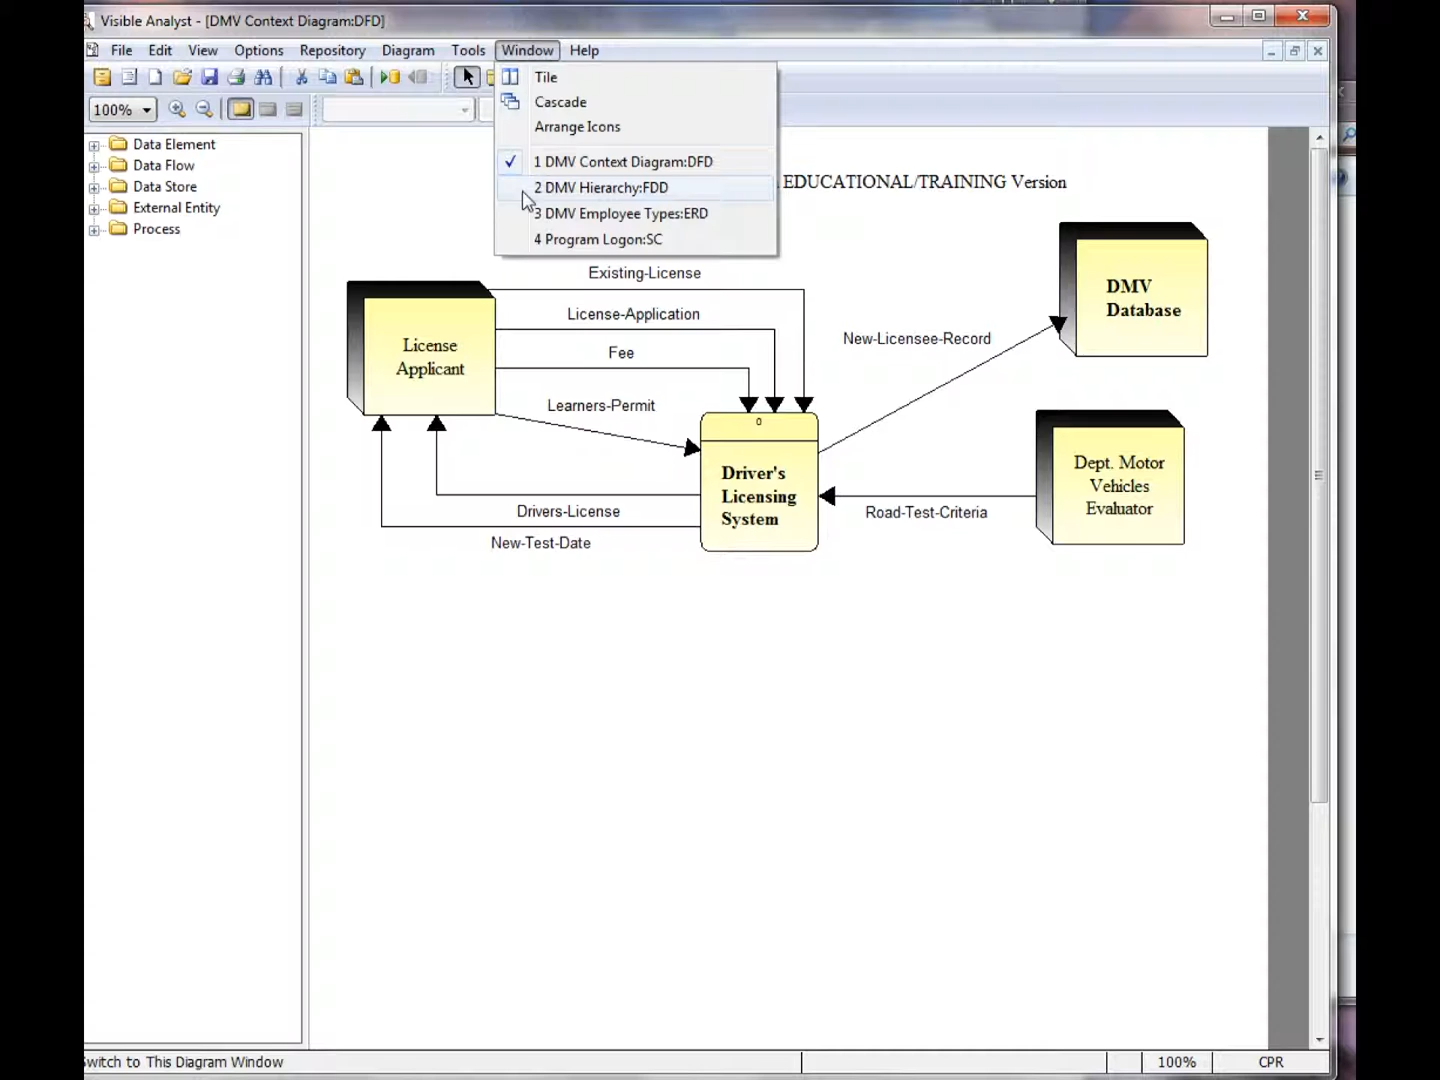 Visible Analyst - [DMV Context Diagram:DFD]
File Edit View Options Repository Diagram Tools Window Help
100%
Tile
Cascade
Arrange Icons
1 DMV Context Diagram:DFD
2 DMV Hierarchy:FDD
3 DMV Employee Types:ERD
4 Program Logon:SC
Data Element
Data Flow
Data Store
External Entity
Process
EDUCATIONAL/TRAINING Version
Existing-License
License-Application
Fee
Learners-Permit
License
Applicant
New-Licensee-Record
DMV
Database
0
Driver's
Licensing
System
Dept. Motor
Vehicles
Evaluator
Road-Test-Criteria
Drivers-License
New-Test-Date
Switch to This Diagram Window
100%
CPR